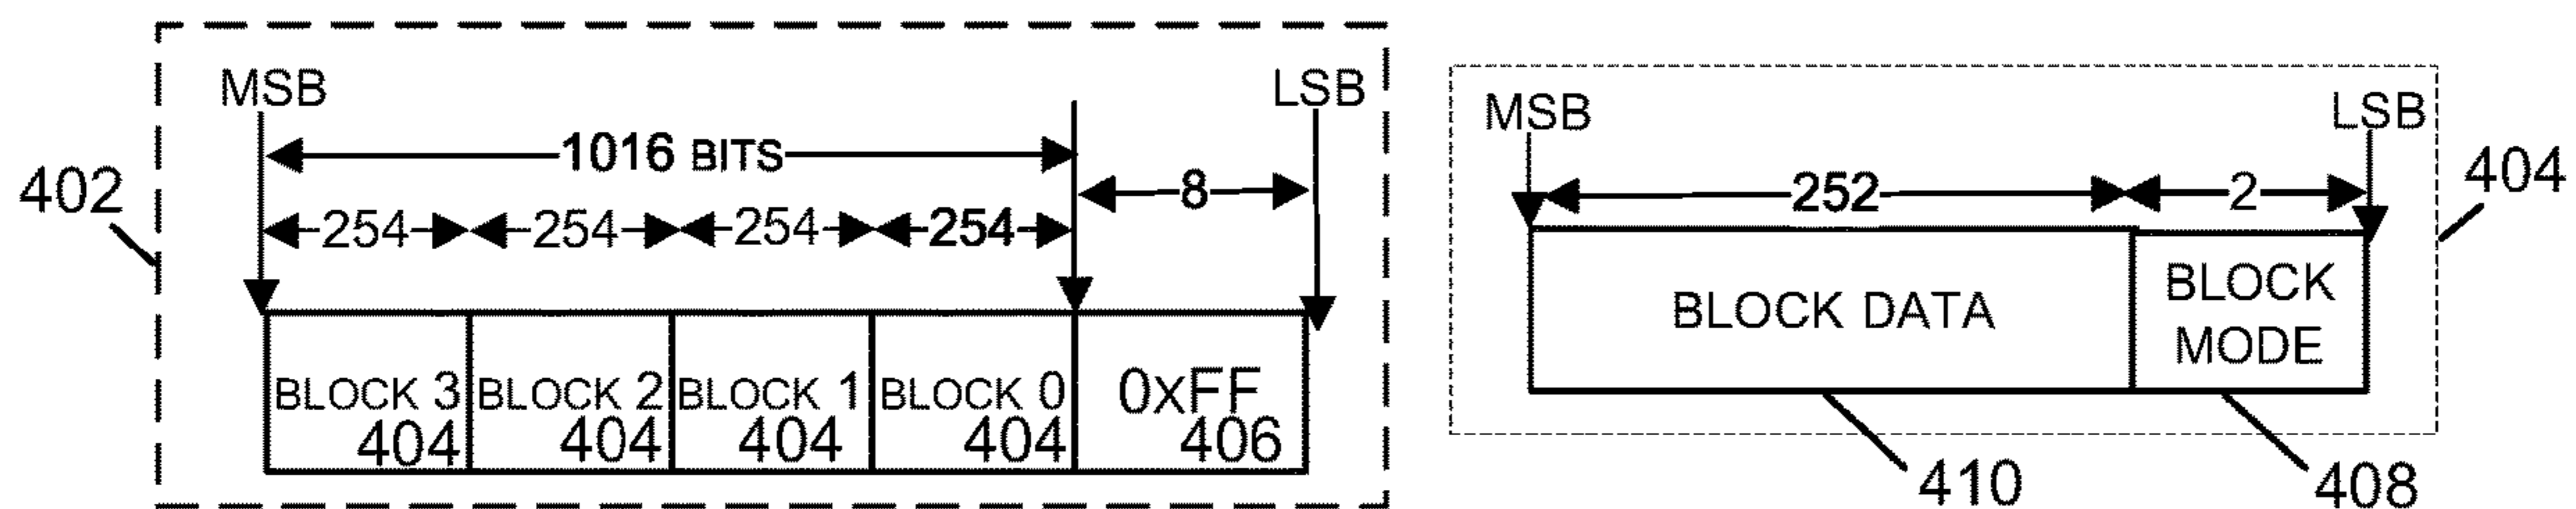 MSB
LSB
1016 BITS
8
402
254 254 254 254
BLOCK 3 BLOCK 2 BLOCK 1 BLOCK 0 0XFF
404 404 404 404 406
MSB
LSB
252 2
404
BLOCK DATA
BLOCK
MODE
410
408